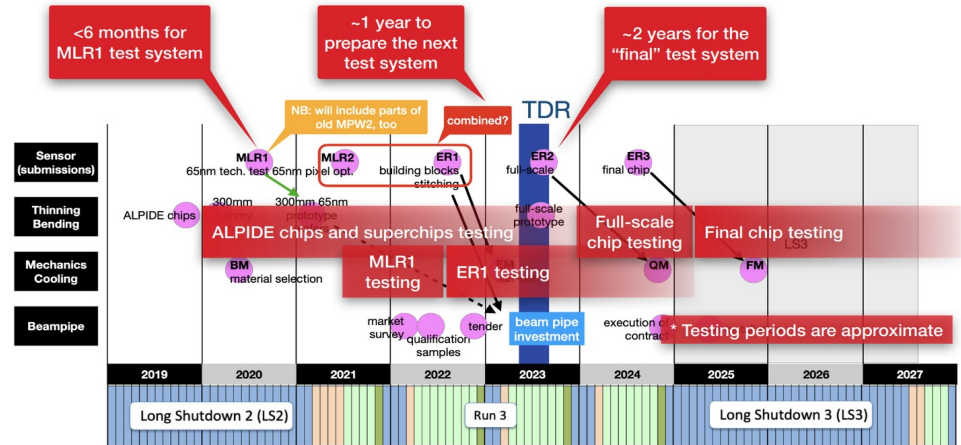 <6 months for
MLR1 test system
~1 year to
prepare the next
test system
~2 years for the
“final” test system
NB: will include parts of
old MPW2, too
combined?
TDR
Sensor
(submissions)
MLR1
65nm tech. test
MLR2
65nm pixel opt.
ER1
building blocks
stitching
ER2
full-scale
ER3
final chip
Thinning
Bending
ALPIDE chips
300mm
300mm 65nm
prototype
full-scale
prototype
ALPIDE chips and superchips testing
Full-scale
chip testing
Final chip testing
LS3
Mechanics
Cooling
BM
material selection
MLR1
testing
ER1 testing
EM
QM
FM
Beampipe
market
survey
qualification
samples
tender
beam pipe
investment
execution of
contract
* Testing periods are approximate
2019
2020
2021
2022
2023
2024
2025
2026
2027
Long Shutdown 2 (LS2)
Run 3
Long Shutdown 3 (LS3)